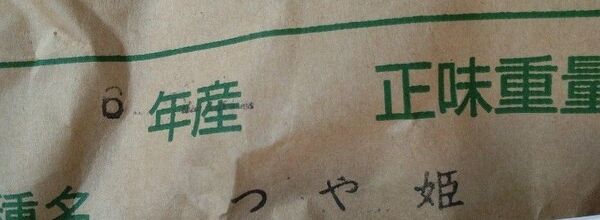 6 年産 正味重量
種名 つや姫